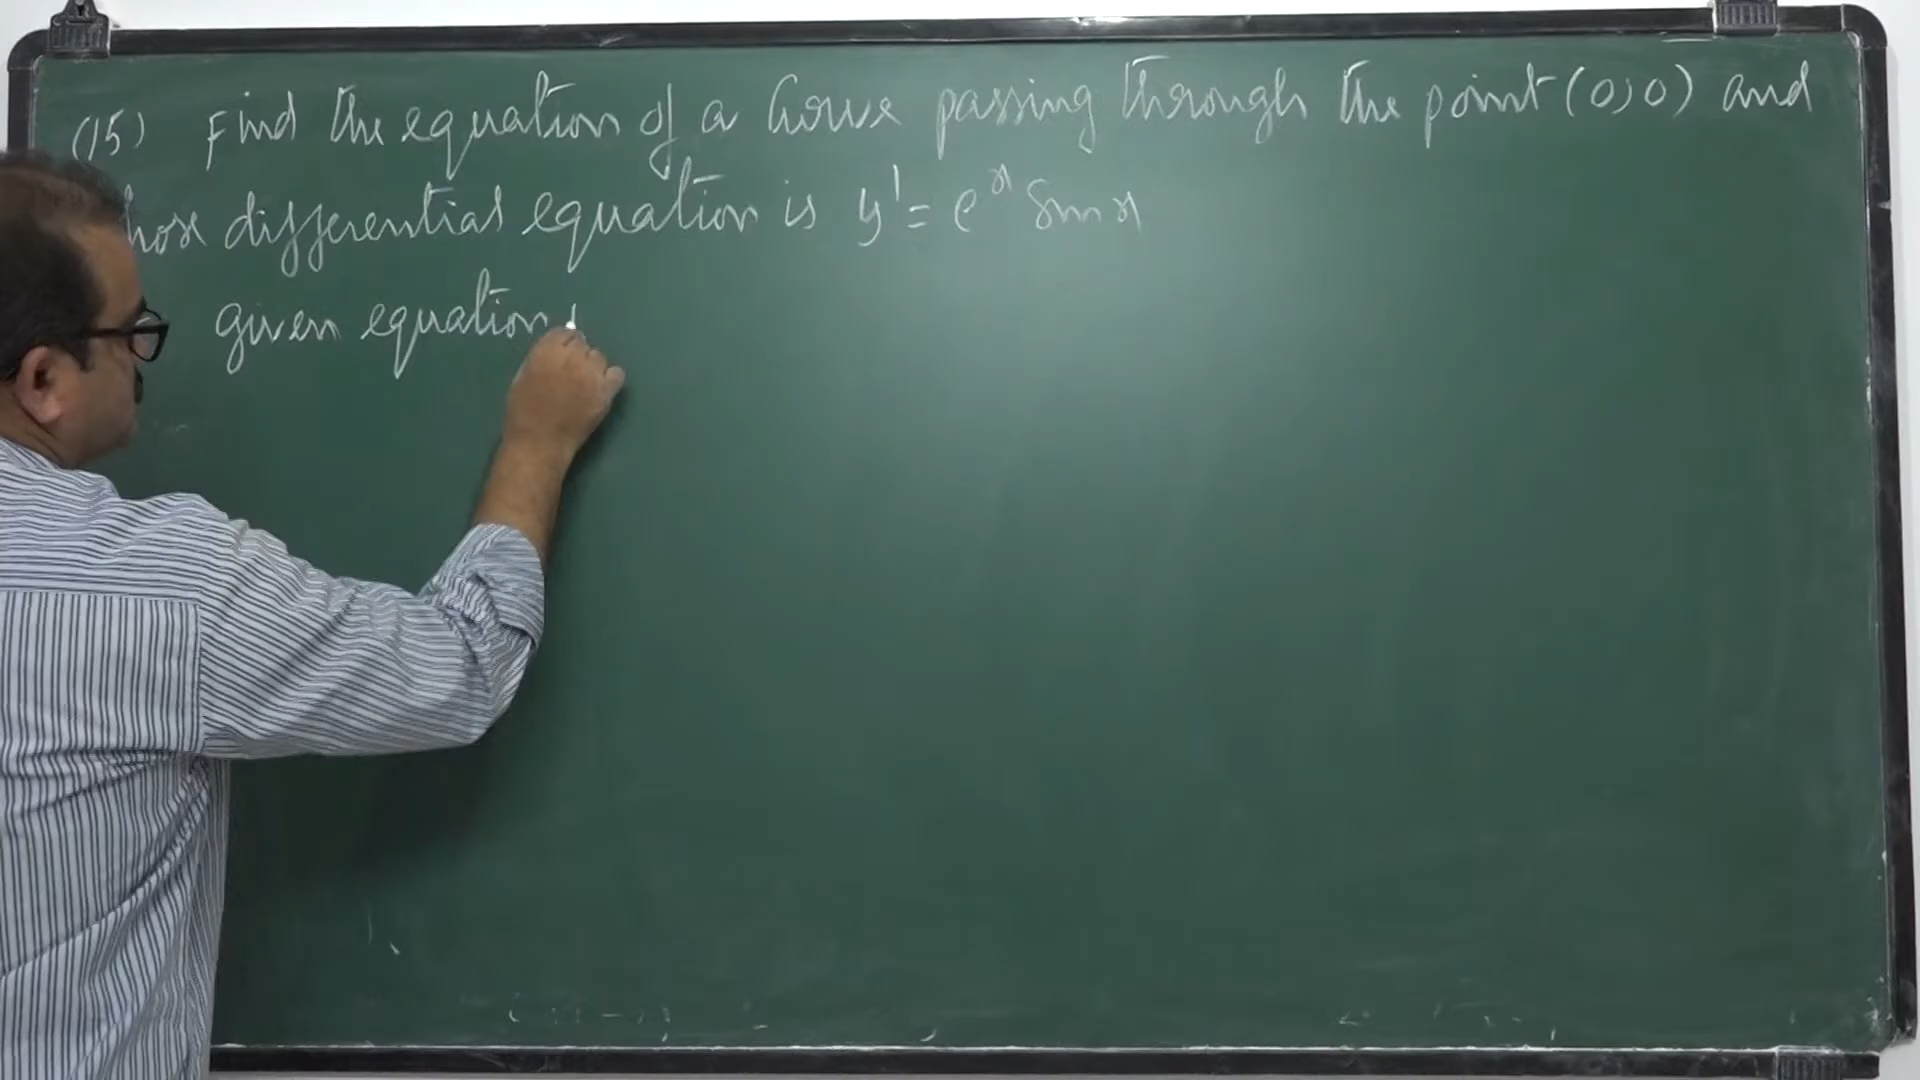 (15) Find the equation of a curve passing through the point (0,0) and
whose differential equation is y' = e^x sin x
given equation